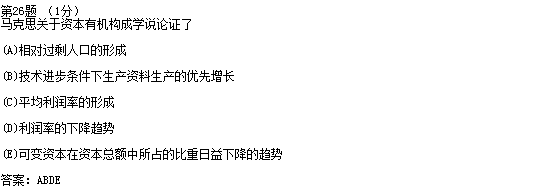 第26题 （1分）
马克思关于资本有机构成学说论证了
(A)相对过剩人口的形成
(B)技术进步条件下生产资料生产的优先增长
(C)平均利润率的形成
(D)利润率的下降趋势
(E)可变资本在资本总额中所占的比重日益下降的趋势
答案：ABDE